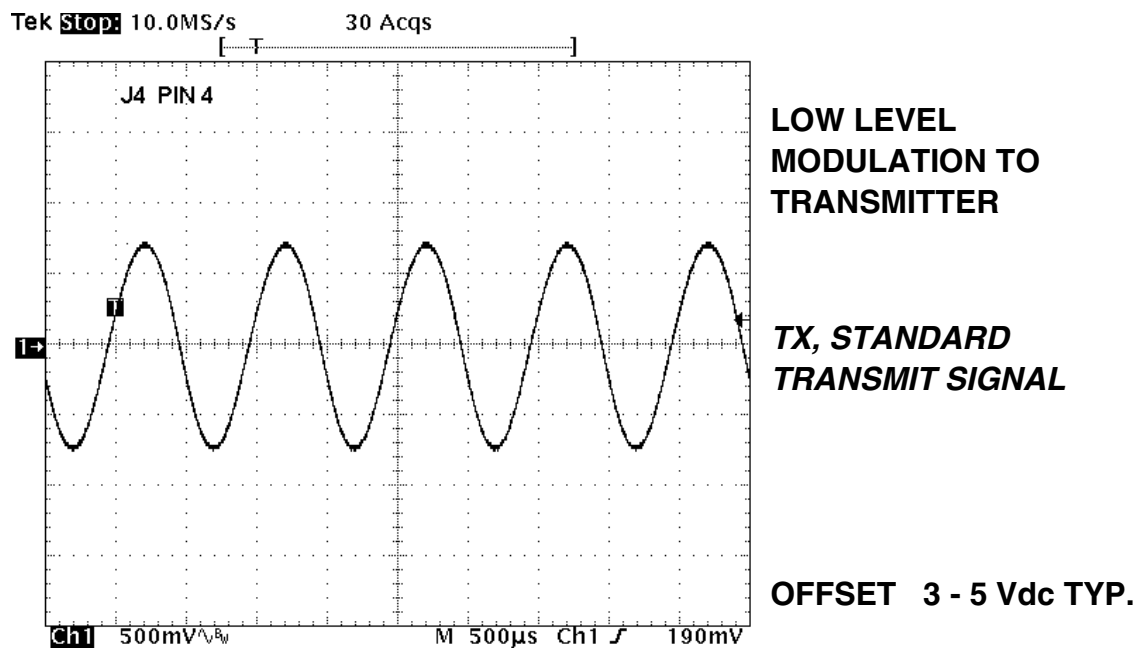 Tek Stop: 10.0MS/s 30 Acqs
[ T ]
J4 PIN 4
LOW LEVEL
MODULATION TO
TRANSMITTER
T
1→
TX, STANDARD
TRANSMIT SIGNAL
OFFSET 3 - 5 Vdc TYP.
Ch1 500mV∿Bw M 500µs Ch1 ƒ 190mV